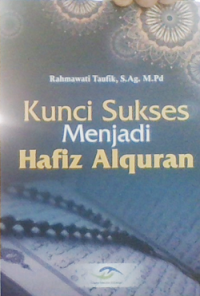 Rahmawati Taufik, S.Ag. M.Pd
Kunci Sukses
Menjadi
Hafiz Alquran